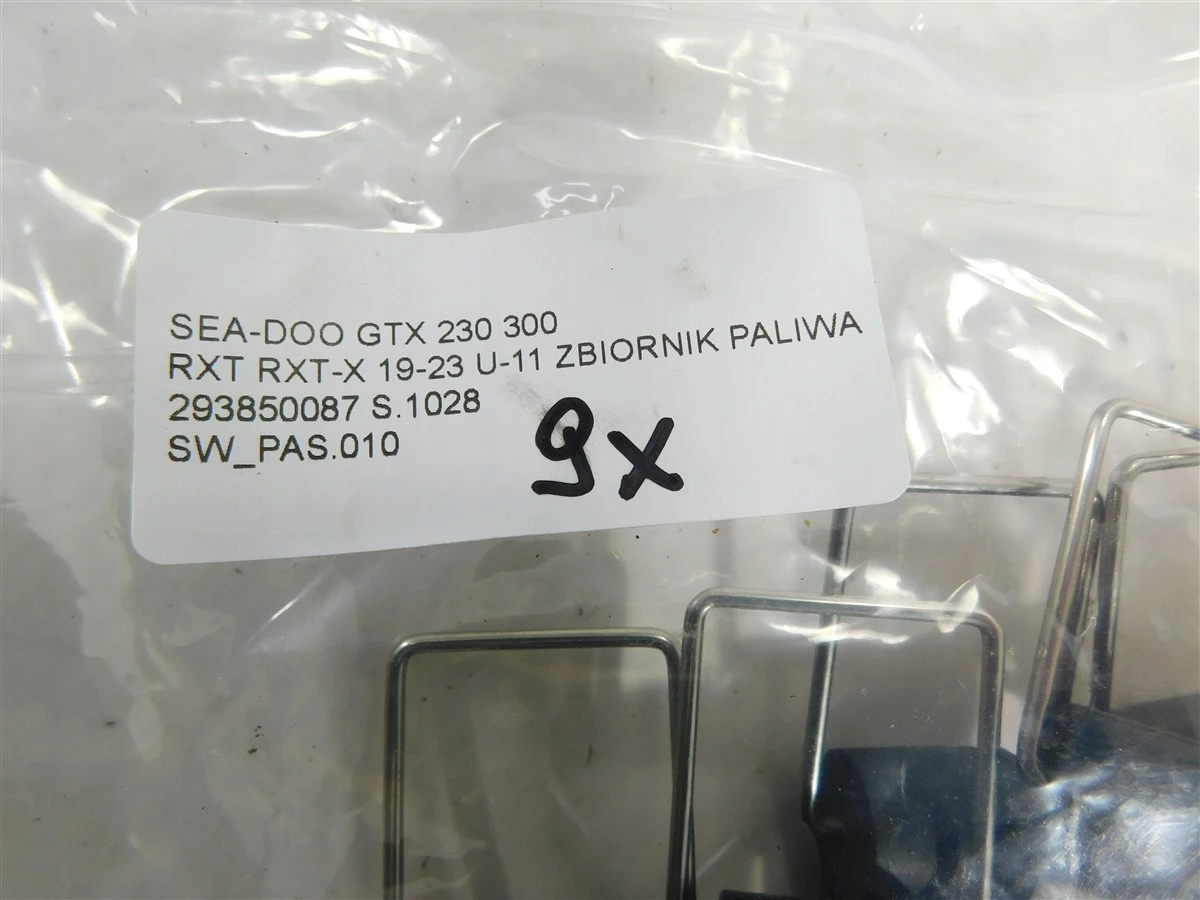 SEA-DOO GTX 230 300
RXT RXT-X 19-23 U-11 ZBIORNIK PALIWA
293850087 S.1028
SW_PAS.010
9x